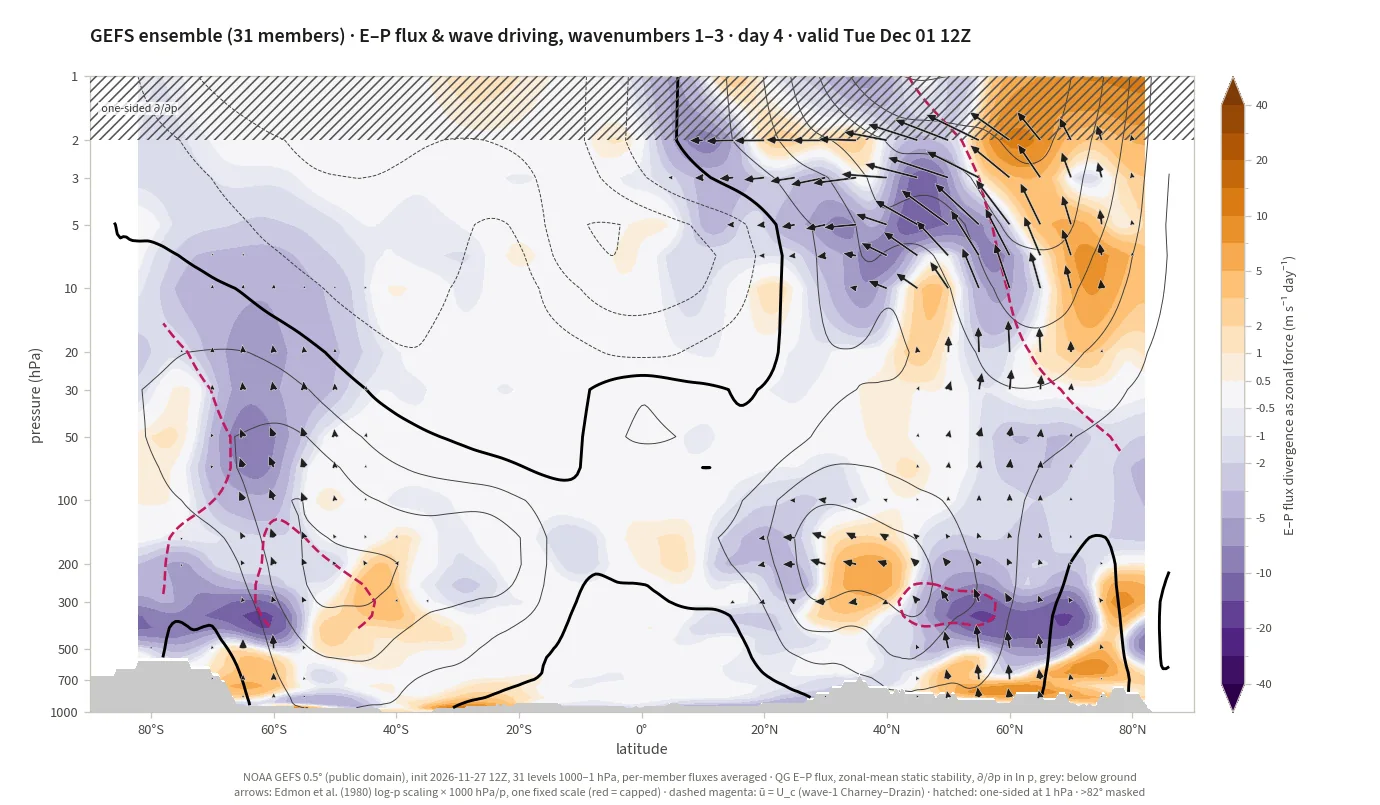 GEFS ensemble (31 members) · E–P flux & wave driving, wavenumbers 1–3 · day 4 · valid Tue Dec 01 12Z
one-sided ∂/∂p
pressure (hPa)
1
2
3
5
10
20
30
50
100
200
300
500
700
1000
80°S
60°S
40°S
20°S
0°
20°N
40°N
60°N
80°N
latitude
40
20
10
5
2
1
0.5
-0.5
-1
-2
-5
-10
-20
-40
E–P flux divergence as zonal force (m s⁻¹ day⁻¹)
NOAA GEFS 0.5° (public domain), init 2026-11-27 12Z, 31 levels 1000–1 hPa, per-member fluxes averaged · QG E–P flux, zonal-mean static stability, ∂/∂p in ln p, grey: below ground
arrows: Edmon et al. (1980) log-p scaling × 1000 hPa/p, one fixed scale (red = capped) · dashed magenta: ū = U_c (wave-1 Charney–Drazin) · hatched: one-sided at 1 hPa · >82° masked